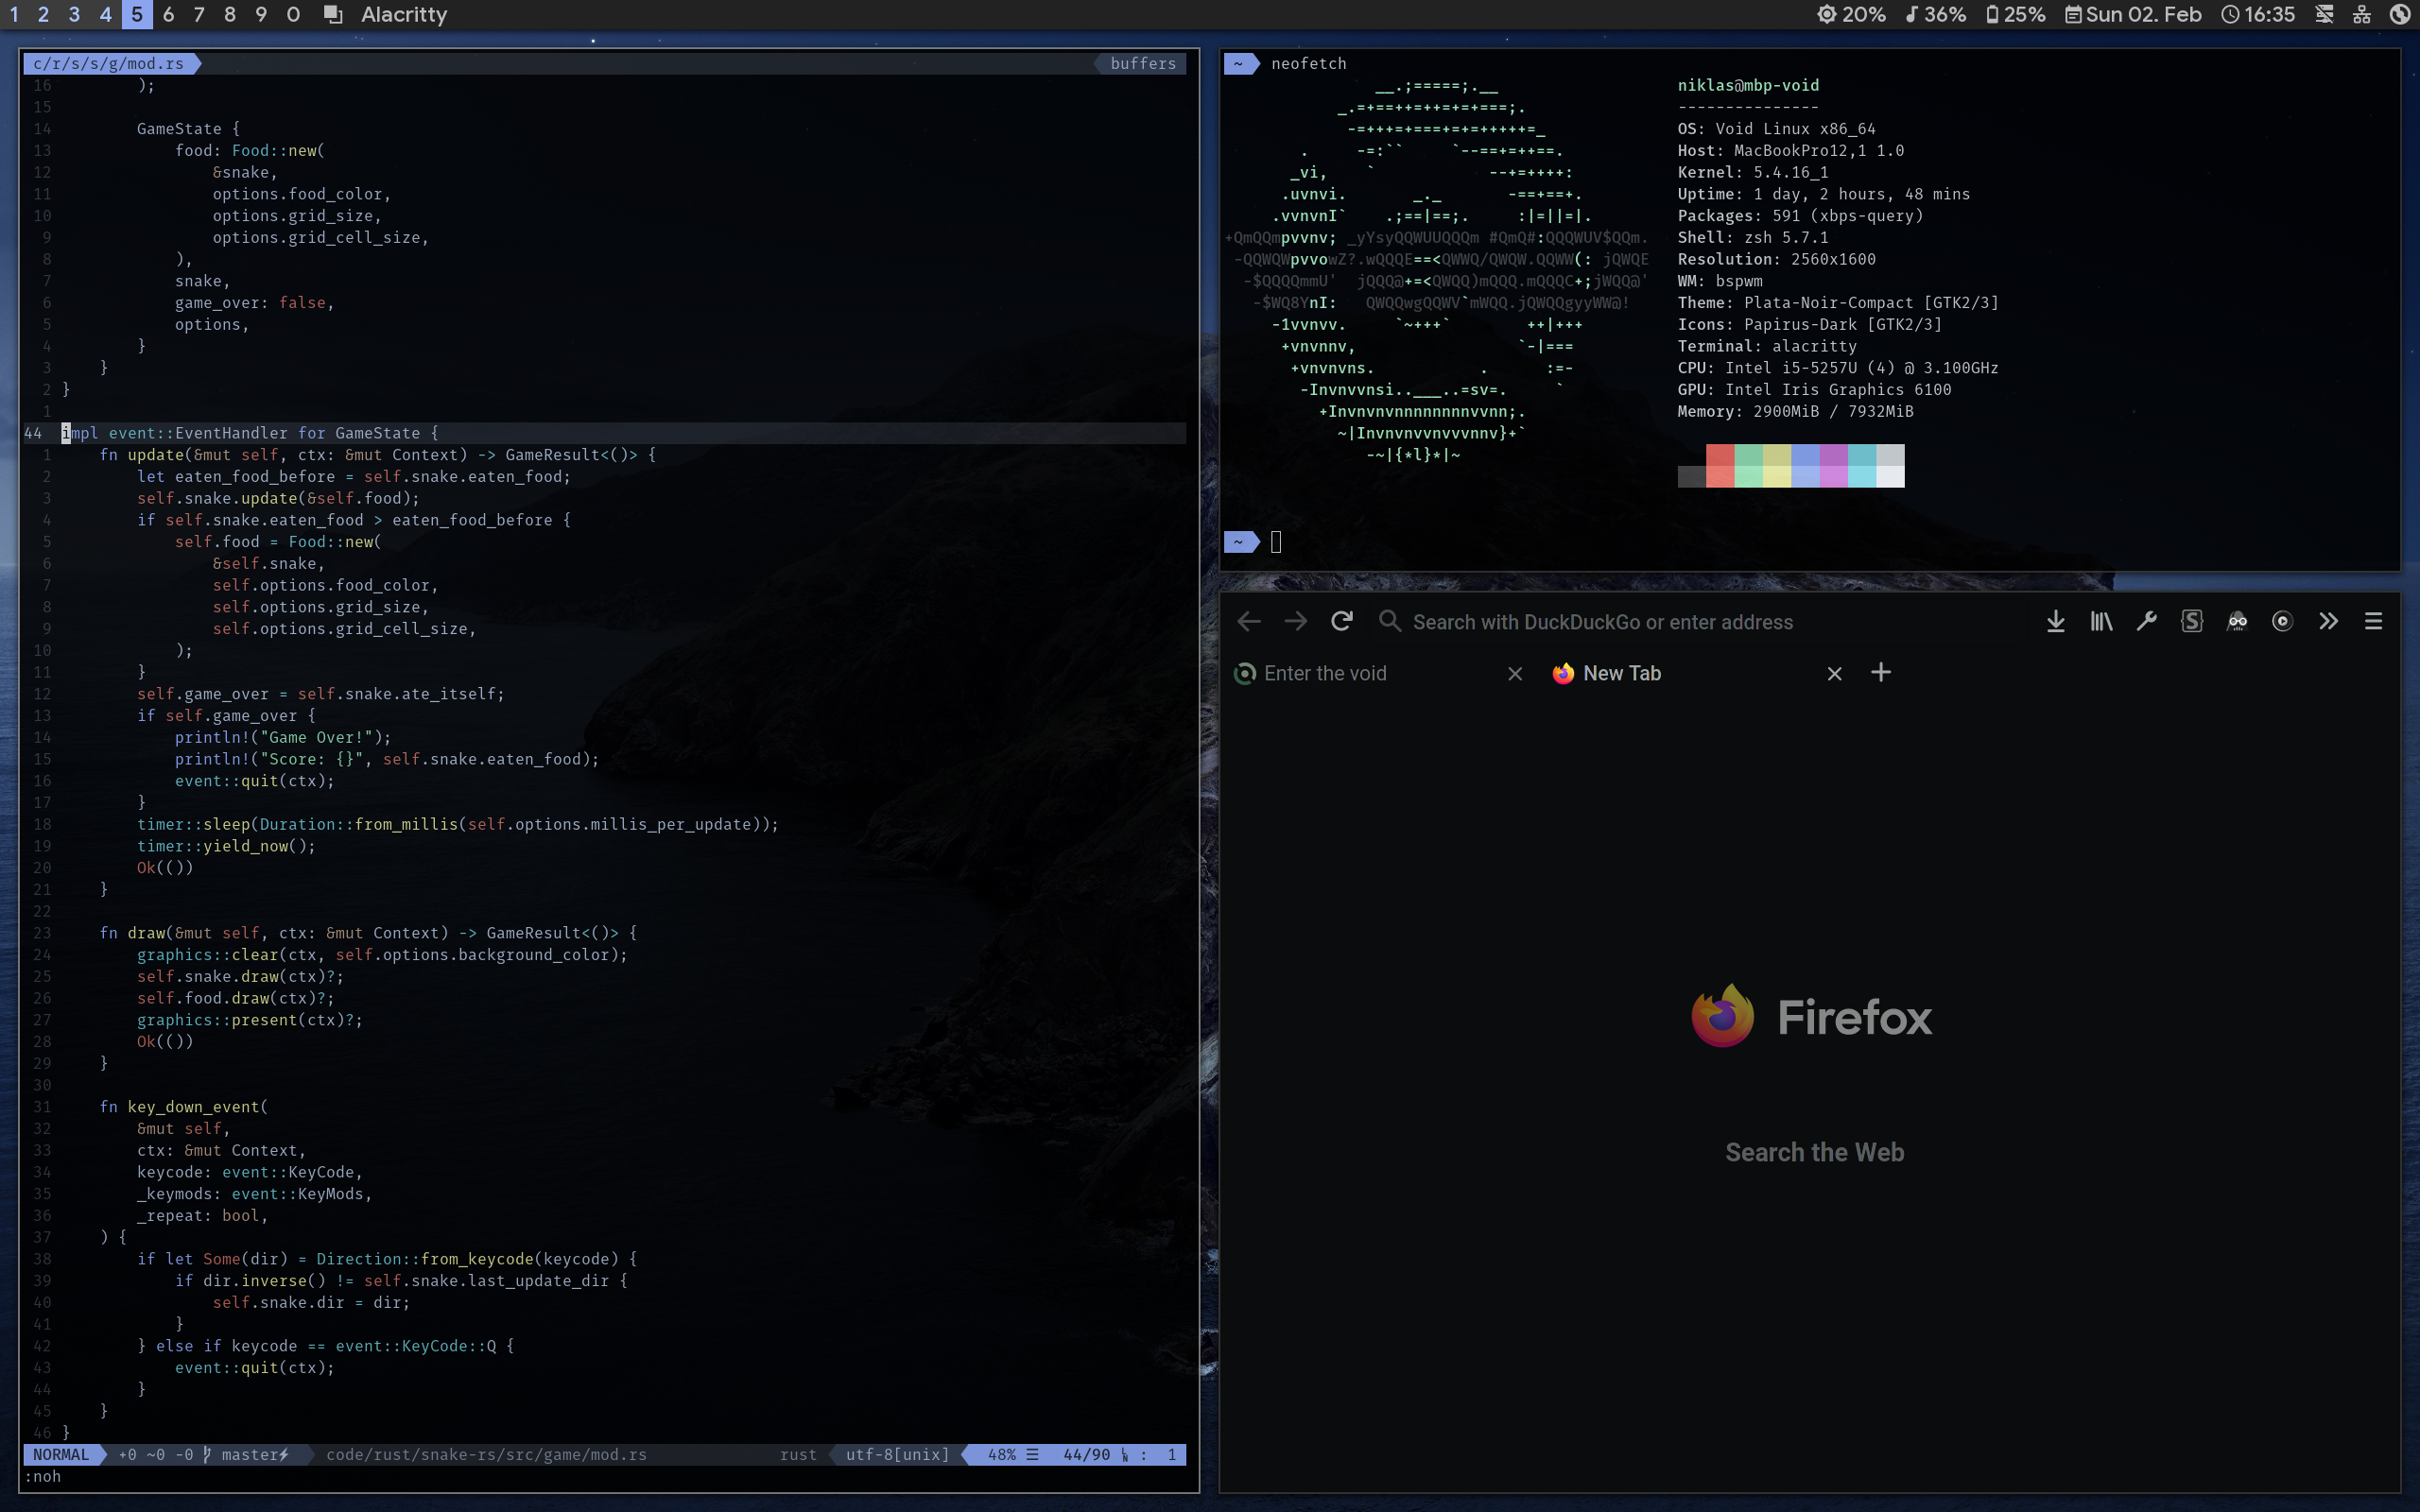 1 2 3 4 5 6 7 8 9 0 Alacritty
20% 36% 25% Sun 02. Feb 16:35
c/r/s/s/g/mod.rs buffers
16         );
15
14         GameState {
13             food: Food::new(
12                 &snake,
11                 options.food_color,
10                 options.grid_size,
9                 options.grid_cell_size,
8             ),
7             snake,
6             game_over: false,
5             options,
4         }
3     }
2 }
1
44 impl event::EventHandler for GameState {
1     fn update(&mut self, ctx: &mut Context) -> GameResult<()> {
2         let eaten_food_before = self.snake.eaten_food;
3         self.snake.update(&self.food);
4         if self.snake.eaten_food > eaten_food_before {
5             self.food = Food::new(
6                 &self.snake,
7                 self.options.food_color,
8                 self.options.grid_size,
9                 self.options.grid_cell_size,
10             );
11         }
12         self.game_over = self.snake.ate_itself;
13         if self.game_over {
14             println!("Game Over!");
15             println!("Score: {}", self.snake.eaten_food);
16             event::quit(ctx);
17         }
18         timer::sleep(Duration::from_millis(self.options.millis_per_update));
19         timer::yield_now();
20         Ok(())
21     }
22
23     fn draw(&mut self, ctx: &mut Context) -> GameResult<()> {
24         graphics::clear(ctx, self.options.background_color);
25         self.snake.draw(ctx)?;
26         self.food.draw(ctx)?;
27         graphics::present(ctx)?;
28         Ok(())
29     }
30
31     fn key_down_event(
32         &mut self,
33         ctx: &mut Context,
34         keycode: event::KeyCode,
35         _keymods: event::KeyMods,
36         _repeat: bool,
37     ) {
38         if let Some(dir) = Direction::from_keycode(keycode) {
39             if dir.inverse() != self.snake.last_update_dir {
40                 self.snake.dir = dir;
41             }
42         } else if keycode == event::KeyCode::Q {
43             event::quit(ctx);
44         }
45     }
46 }
NORMAL +0 ~0 -0 master code/rust/snake-rs/src/game/mod.rs rust utf-8[unix] 48% 44/90 : 1
:noh
~ neofetch
niklas@mbp-void
---------------
OS: Void Linux x86_64
Host: MacBookPro12,1 1.0
Kernel: 5.4.16_1
Uptime: 1 day, 2 hours, 48 mins
Packages: 591 (xbps-query)
Shell: zsh 5.7.1
Resolution: 2560x1600
WM: bspwm
Theme: Plata-Noir-Compact [GTK2/3]
Icons: Papirus-Dark [GTK2/3]
Terminal: alacritty
CPU: Intel i5-5257U (4) @ 3.100GHz
GPU: Intel Iris Graphics 6100
Memory: 2900MiB / 7932MiB
~
Search with DuckDuckGo or enter address
Enter the void
New Tab
Firefox
Search the Web